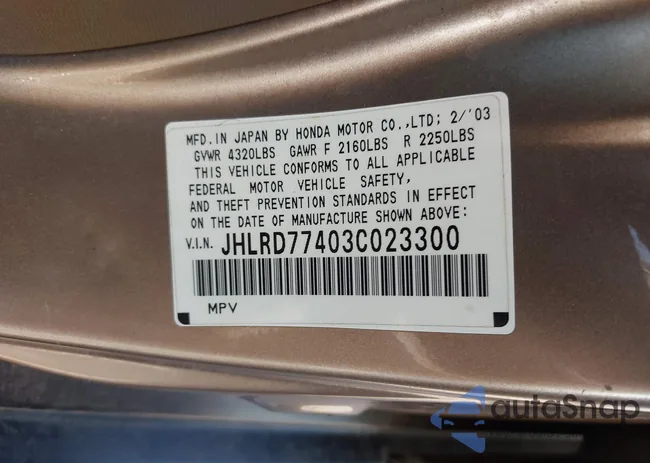 MFD.IN JAPAN BY HONDA MOTOR CO.,LTD; 2/'03
GVWR 4320LBS GAWR F 2160LBS R 2250LBS
THIS VEHICLE CONFORMS TO ALL APPLICABLE
FEDERAL MOTOR VEHICLE SAFETY,
AND THEFT PREVENTION STANDARDS IN EFFECT
ON THE DATE OF MANUFACTURE SHOWN ABOVE:
V.I.N. JHLRD77403C023300
MPV
autoSnap